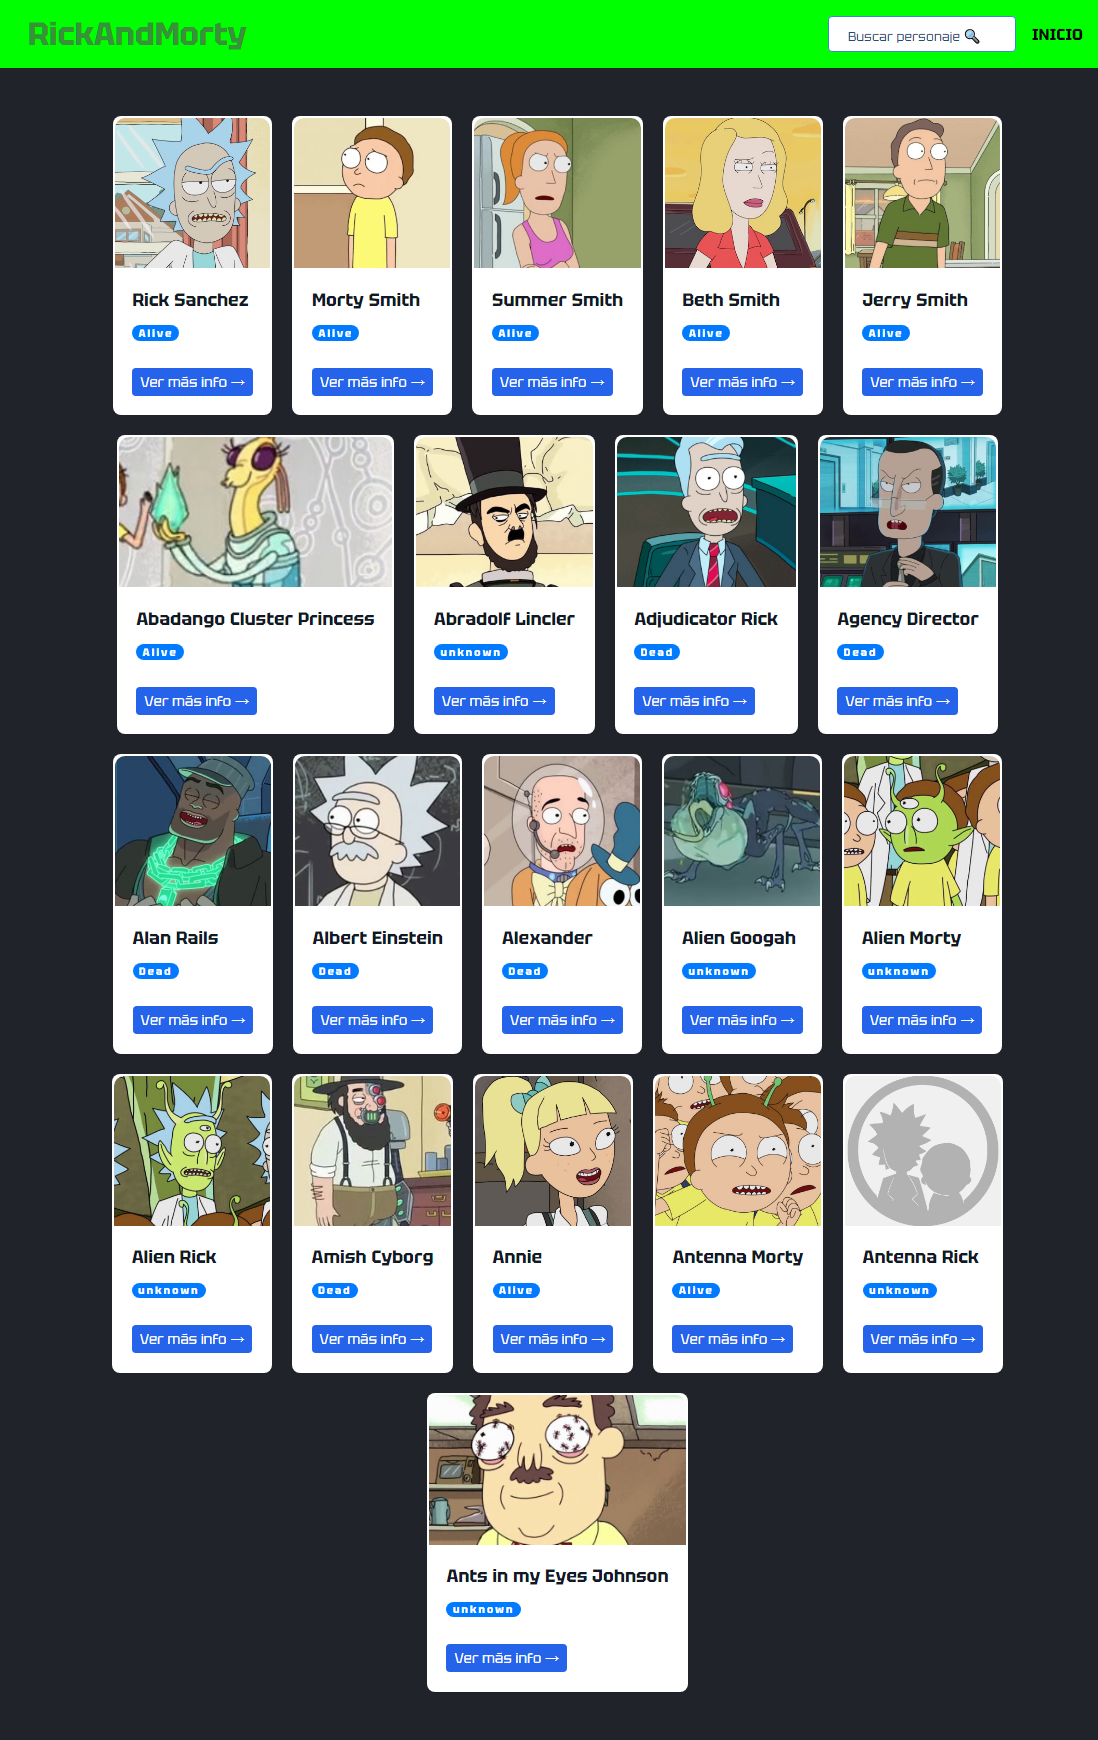 RickAndMorty
Buscar personaje 🔍 INICIO
Rick Sanchez
Alive
Ver más info →
Morty Smith
Alive
Ver más info →
Summer Smith
Alive
Ver más info →
Beth Smith
Alive
Ver más info →
Jerry Smith
Alive
Ver más info →
Abadango Cluster Princess
Alive
Ver más info →
Abradolf Lincler
unknown
Ver más info →
Adjudicator Rick
Dead
Ver más info →
Agency Director
Dead
Ver más info →
Alan Rails
Dead
Ver más info →
Albert Einstein
Dead
Ver más info →
Alexander
Dead
Ver más info →
Alien Googah
unknown
Ver más info →
Alien Morty
unknown
Ver más info →
Alien Rick
unknown
Ver más info →
Amish Cyborg
Dead
Ver más info →
Annie
Alive
Ver más info →
Antenna Morty
Alive
Ver más info →
Antenna Rick
unknown
Ver más info →
Ants in my Eyes Johnson
unknown
Ver más info →